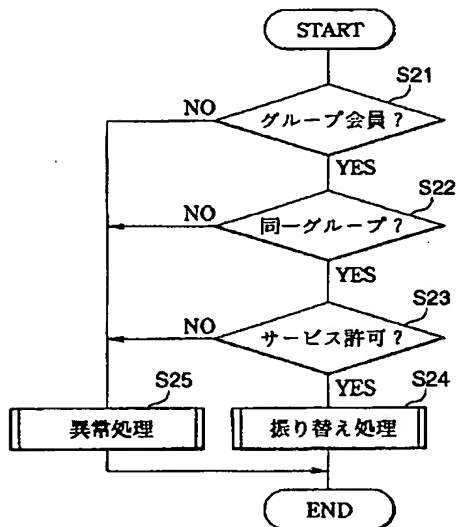 START
S21
グループ会員？
NO
YES
S22
同一グループ？
NO
YES
S23
サービス許可？
NO
YES
S25
異常処理
S24
振り替え処理
END